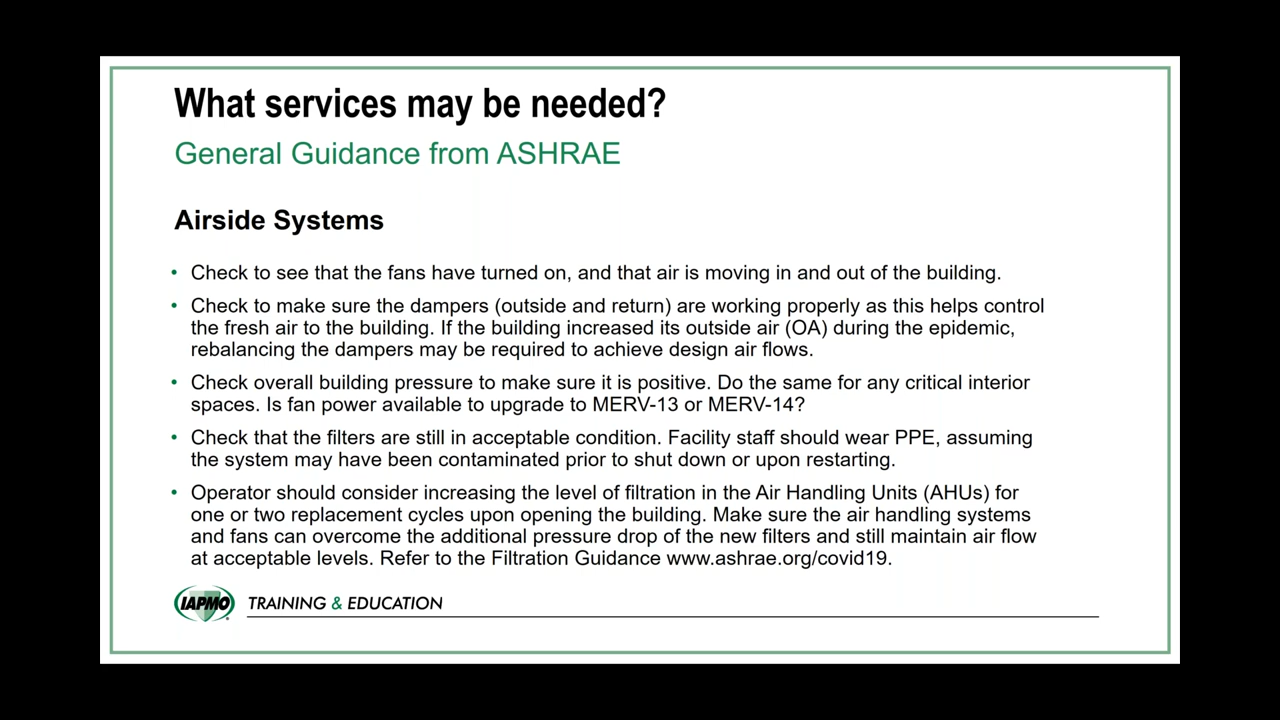 What services may be needed?
General Guidance from ASHRAE
Airside Systems
• Check to see that the fans have turned on, and that air is moving in and out of the building.
• Check to make sure the dampers (outside and return) are working properly as this helps control
the fresh air to the building. If the building increased its outside air (OA) during the epidemic,
rebalancing the dampers may be required to achieve design air flows.
• Check overall building pressure to make sure it is positive. Do the same for any critical interior
spaces. Is fan power available to upgrade to MERV-13 or MERV-14?
• Check that the filters are still in acceptable condition. Facility staff should wear PPE, assuming
the system may have been contaminated prior to shut down or upon restarting.
• Operator should consider increasing the level of filtration in the Air Handling Units (AHUs) for
one or two replacement cycles upon opening the building. Make sure the air handling systems
and fans can overcome the additional pressure drop of the new filters and still maintain air flow
at acceptable levels. Refer to the Filtration Guidance www.ashrae.org/covid19.
IAPMO TRAINING & EDUCATION